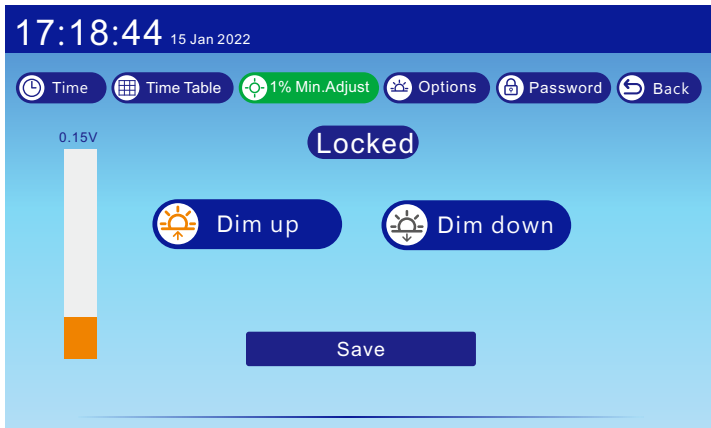 17:18:44 15 Jan 2022
Time Time Table 1% Min.Adjust Options Password Back
0.15V
Locked
Dim up Dim down
Save